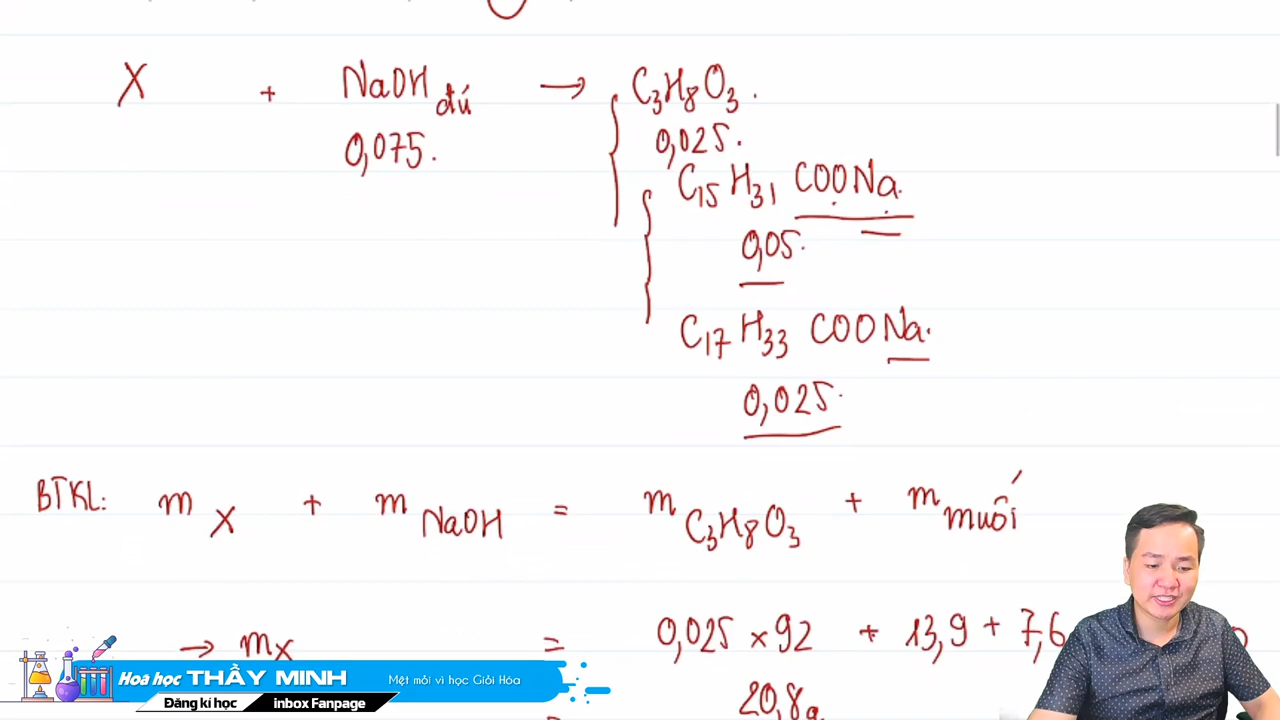 X + NaOH đủ → C3H8O3.
0,075.
0,025.
C15H31COONa.
0,05.
C17H33COONa.
0,025.
BTKL: mX + mNaOH = mC3H8O3 + mmuối
→ mX = 0,025 × 92 + 13,9 + 7,6
20,8g.
Hoá học THẦY MINH
Mệt mỏi vì học Giỏi Hóa
Đăng kí học inbox Fanpage